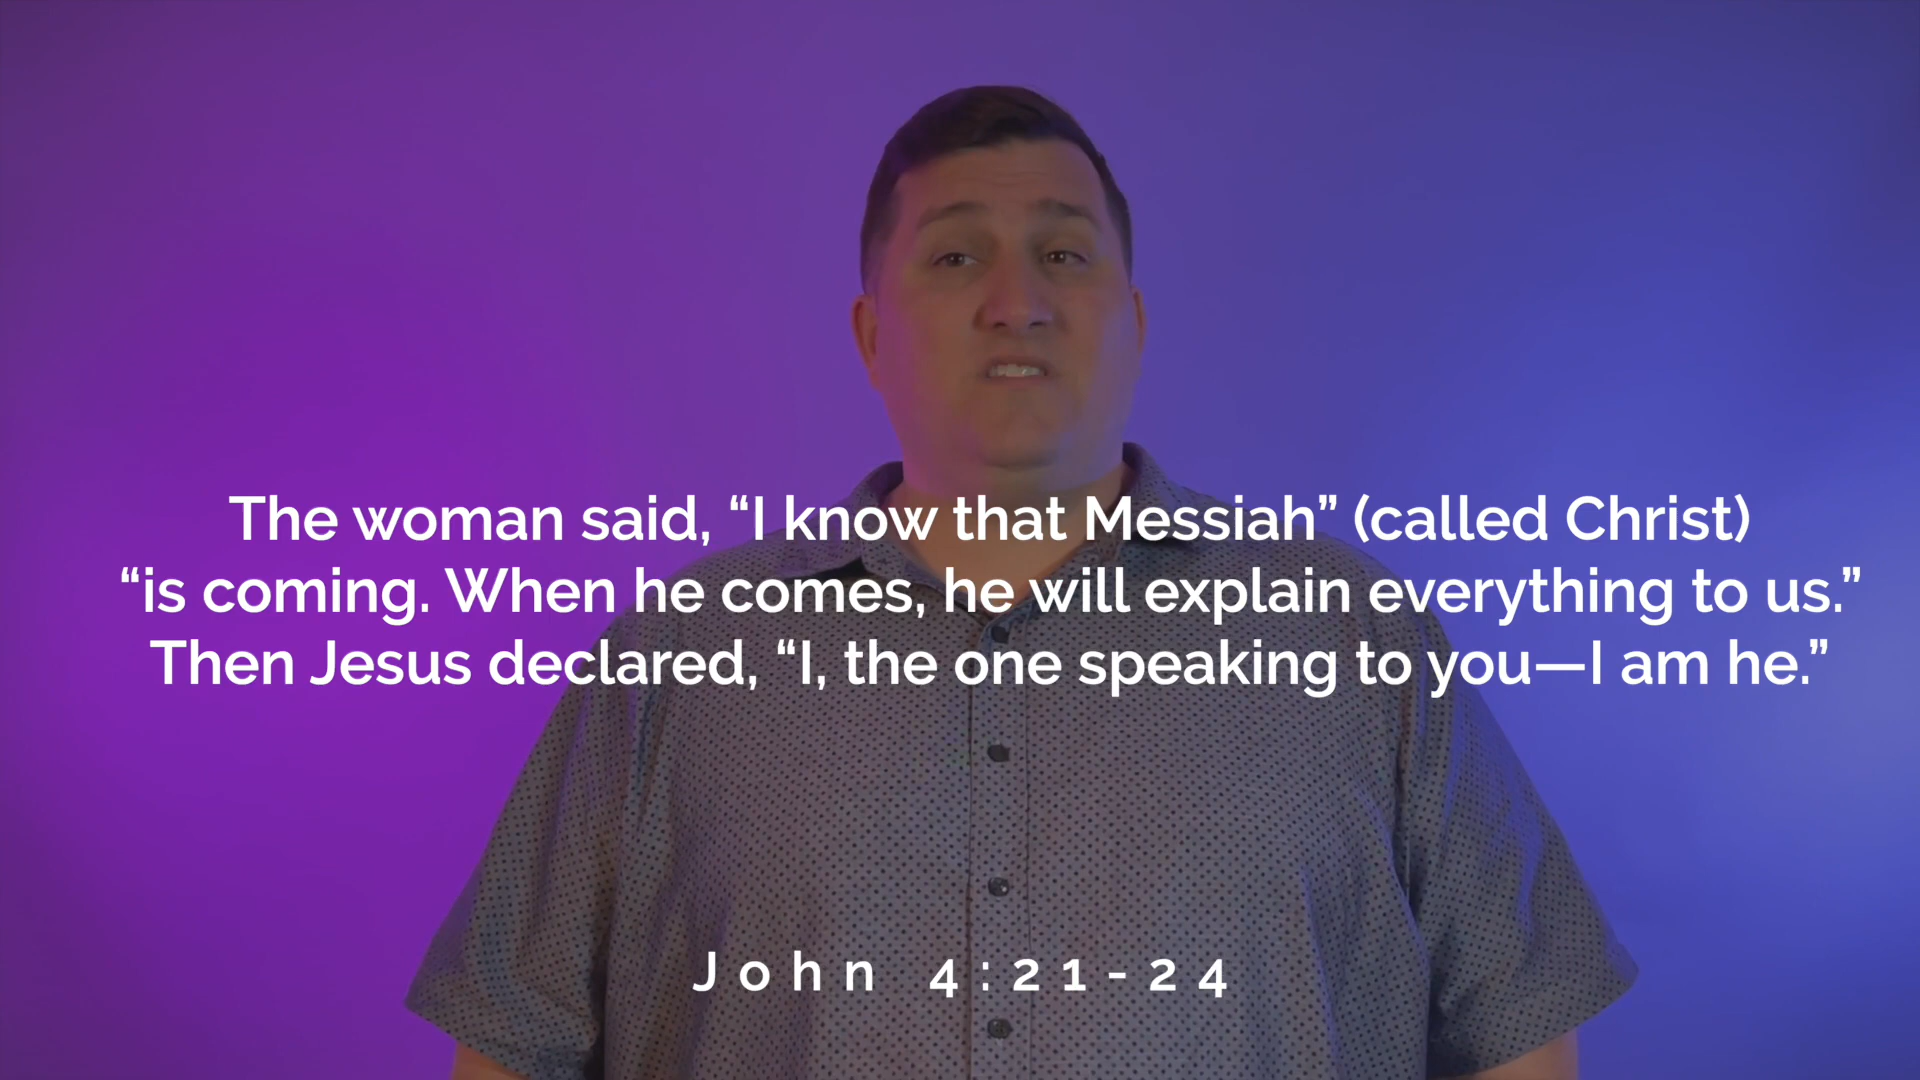 The woman said, “I know that Messiah” (called Christ)
“is coming. When he comes, he will explain everything to us.”
Then Jesus declared, “I, the one speaking to you—I am he.”
John 4:21-24